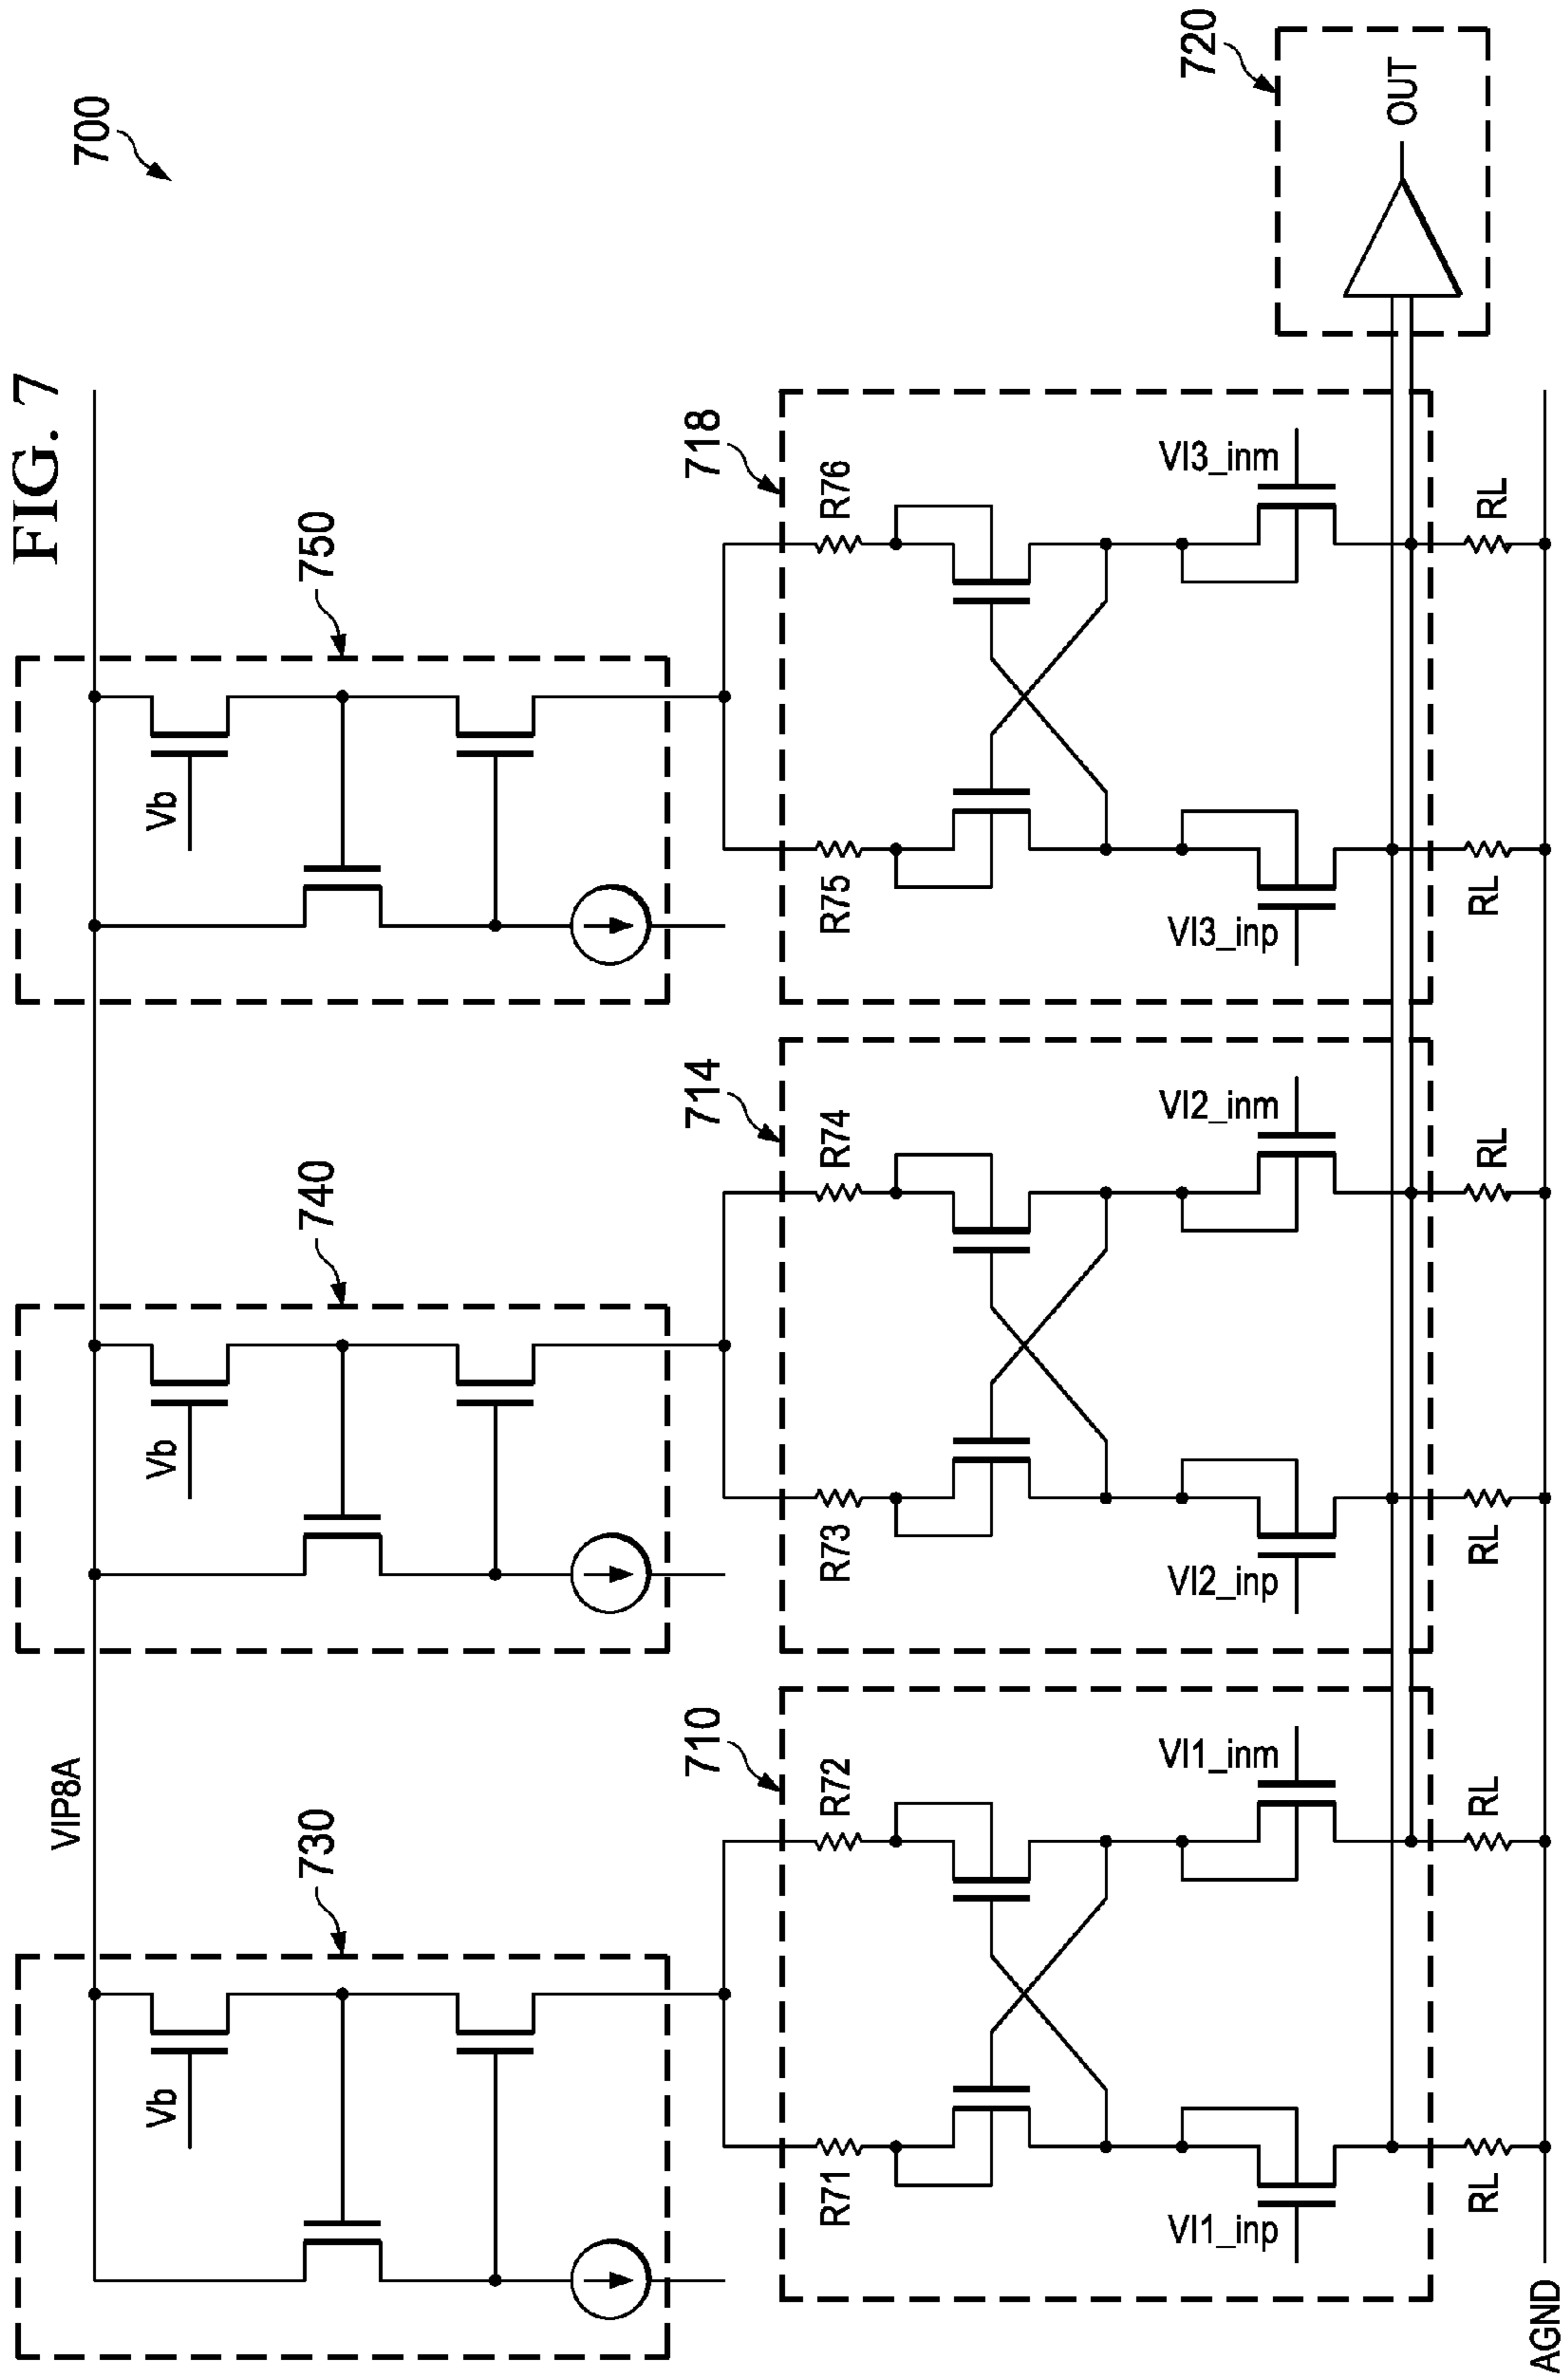 FIG. 7
700
VIP8A
730
740
750
Vb
Vb
Vb
710
714
718
720
R71
R72
R73
R74
R75
R76
VI1_inp
VI1_inm
VI2_inp
VI2_inm
VI3_inp
VI3_inm
OUT
RL
RL
RL
RL
RL
RL
AGND